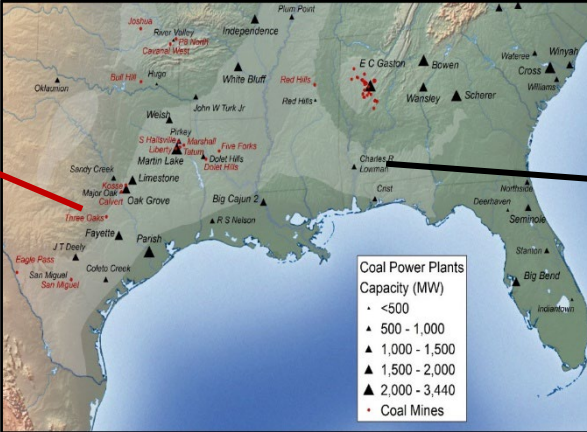 Plum Point
Joshua
Independence
River Valley
P8 North
Cavanal West
E C Gaston
Bowen
Wateree
Winyah
Cross
Williams
White Bluff
Red Hills
Bull Hill
Hugo
Oklaunion
John W Turk Jr
Red Hills
Wansley
Scherer
Welsh
Pirkey
S Hallsville
Marshall
Liberty
Tatum
Five Forks
Martin Lake
Dolet Hills
Dolet Hills
Charles R
Lowman
Sandy Creek
Limestone
Kosse
Major Oak
Calvert
Oak Grove
Big Cajun 2
Crist
Northside
Deerhaven
Seminole
Three Oaks
R S Nelson
Fayette
Parish
J T Deely
Stanton
Eagle Pass
San Miguel
San Miguel
Coleto Creek
Big Bend
Indiantown
Coal Power Plants
Capacity (MW)
<500
500 - 1,000
1,000 - 1,500
1,500 - 2,000
2,000 - 3,440
Coal Mines